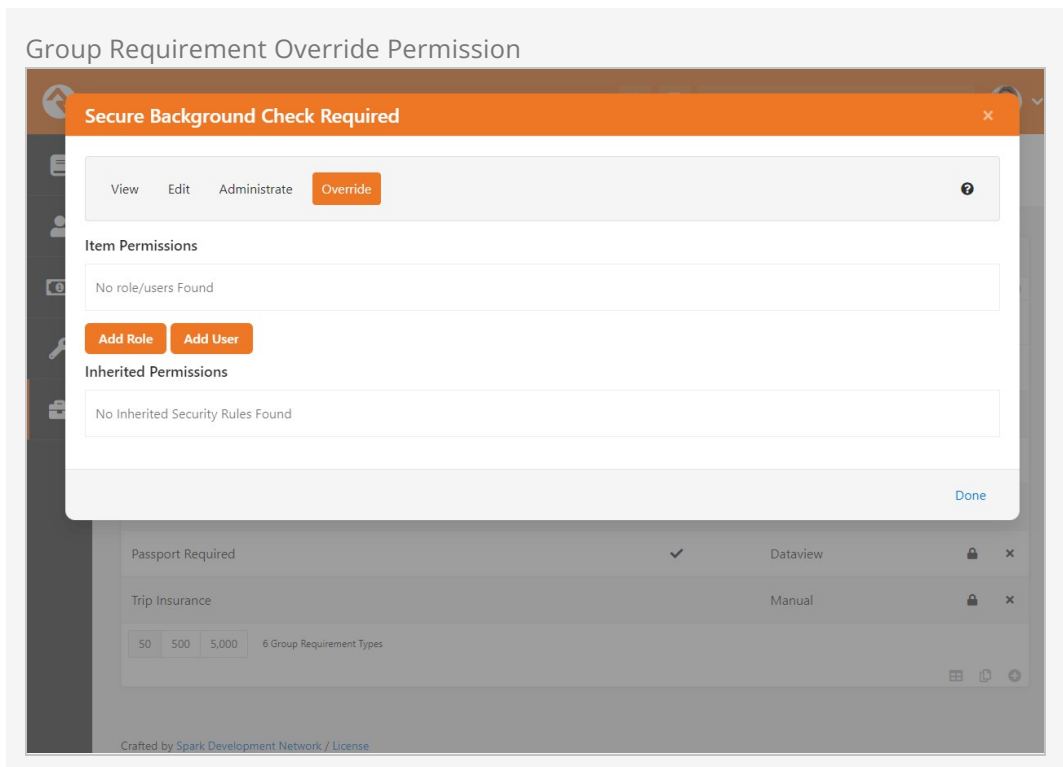 Group Requirement Override Permission
Secure Background Check Required ×
View Edit Administrate Override
Item Permissions
No role/users Found
Add Role Add User
Inherited Permissions
No Inherited Security Rules Found
Done
Passport Required Dataview
Trip Insurance Manual
50 500 5,000 6 Group Requirement Types
Crafted by Spark Development Network / License